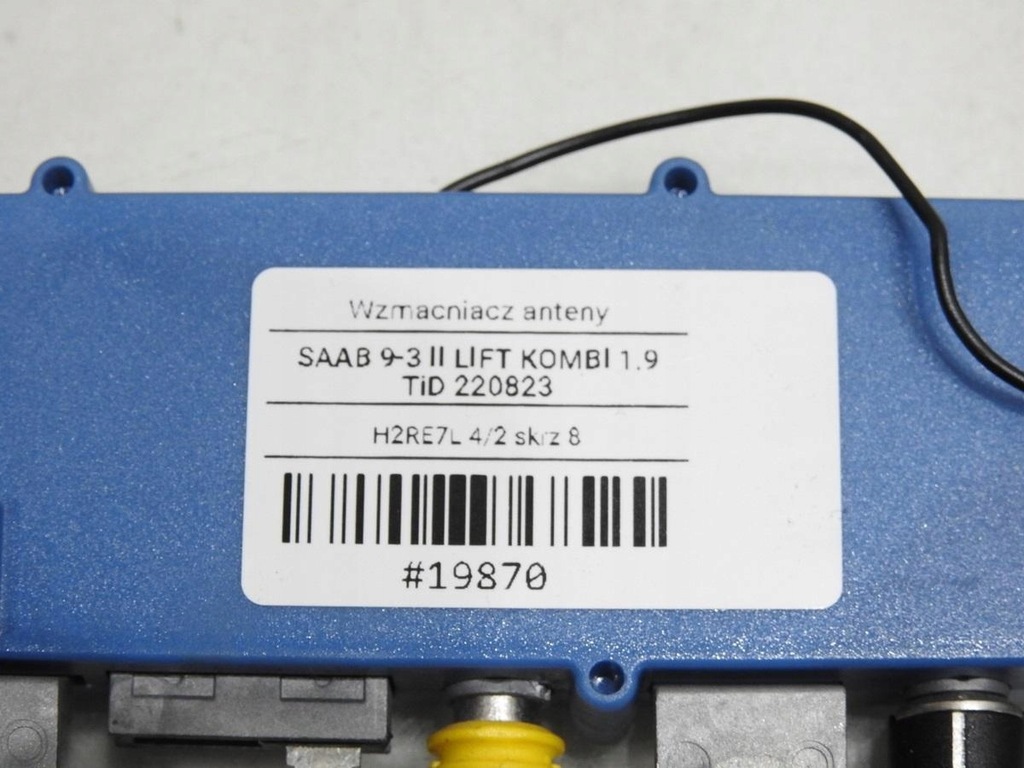 Wzmacniacz anteny
SAAB 9-3 II LIFT KOMBI 1.9
TiD 220823
H2RE7L 4/2 skrz 8
#19870